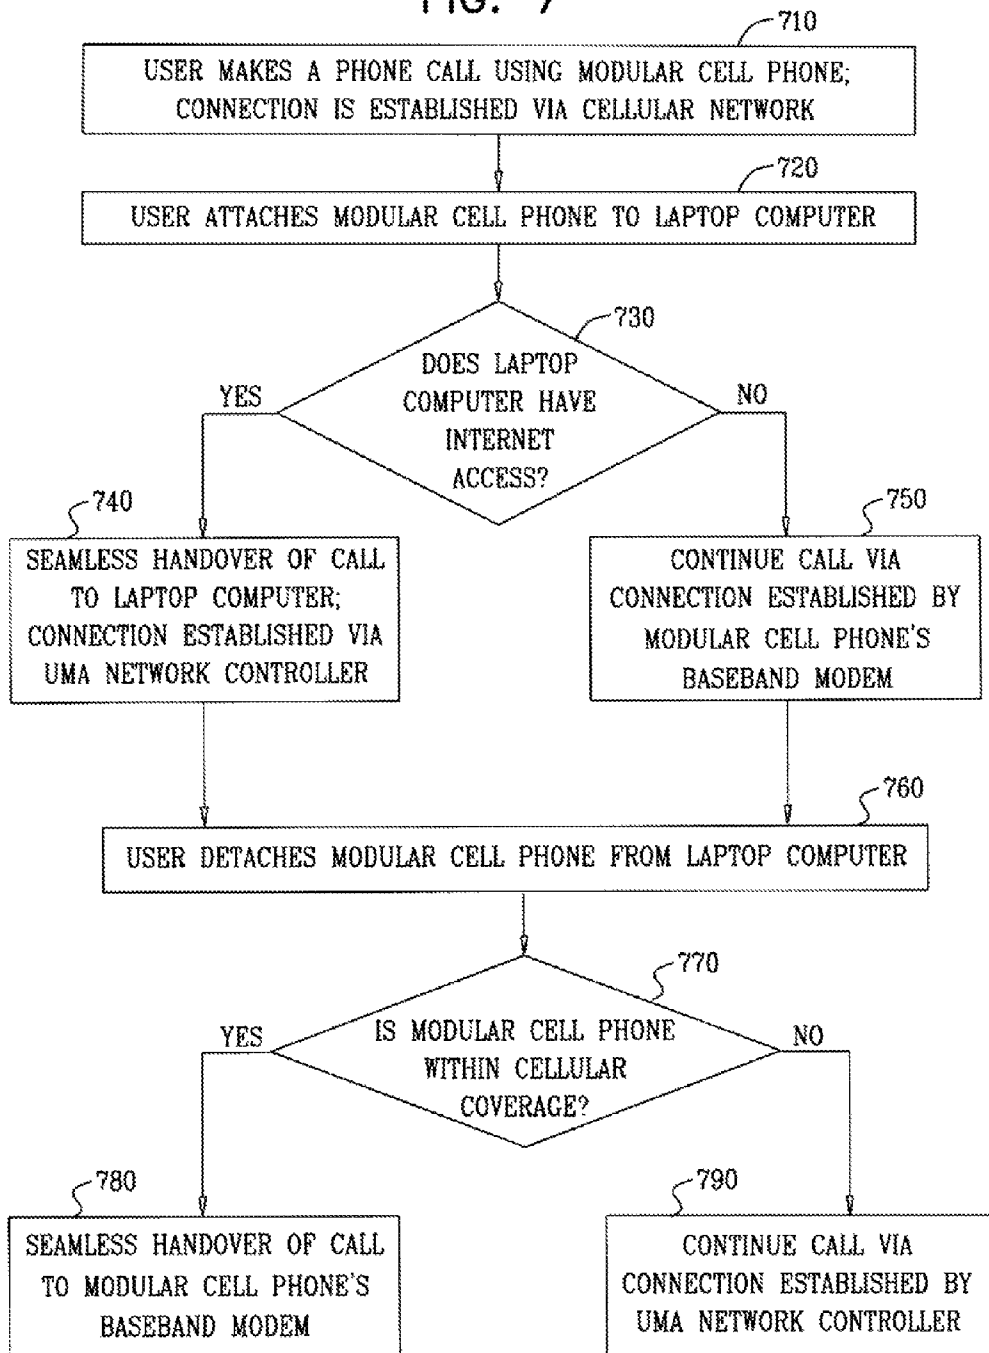 FIG. 7
710
USER MAKES A PHONE CALL USING MODULAR CELL PHONE;
CONNECTION IS ESTABLISHED VIA CELLULAR NETWORK
720
USER ATTACHES MODULAR CELL PHONE TO LAPTOP COMPUTER
730
DOES LAPTOP
COMPUTER HAVE
INTERNET
ACCESS?
YES
NO
740
SEAMLESS HANDOVER OF CALL
TO LAPTOP COMPUTER;
CONNECTION ESTABLISHED VIA
UMA NETWORK CONTROLLER
750
CONTINUE CALL VIA
CONNECTION ESTABLISHED BY
MODULAR CELL PHONE'S
BASEBAND MODEM
760
USER DETACHES MODULAR CELL PHONE FROM LAPTOP COMPUTER
770
IS MODULAR CELL PHONE
WITHIN CELLULAR
COVERAGE?
YES
NO
780
SEAMLESS HANDOVER OF CALL
TO MODULAR CELL PHONE'S
BASEBAND MODEM
790
CONTINUE CALL VIA
CONNECTION ESTABLISHED BY
UMA NETWORK CONTROLLER